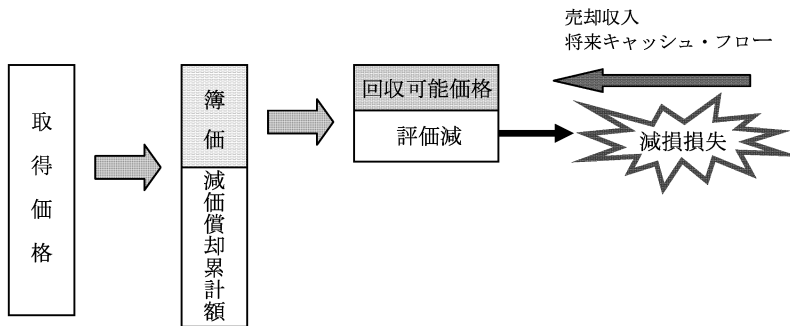 取得価格
簿価
減価償却累計額
回収可能価格
評価減
売却収入
将来キャッシュ・フロー
減損損失